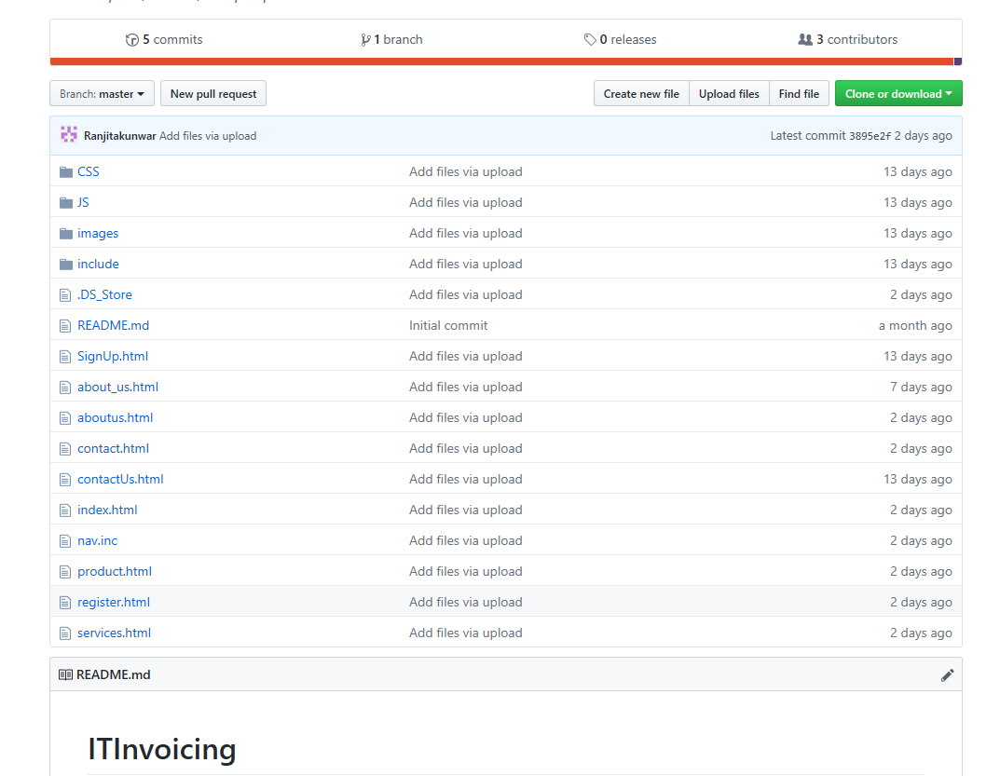 5 commits 1 branch 0 releases 3 contributors
Branch: master New pull request Create new file Upload files Find file Clone or download
Ranjitakunwar Add files via upload Latest commit 3895e2f 2 days ago
CSS Add files via upload 13 days ago
JS Add files via upload 13 days ago
images Add files via upload 13 days ago
include Add files via upload 13 days ago
.DS_Store Add files via upload 2 days ago
README.md Initial commit a month ago
SignUp.html Add files via upload 13 days ago
about_us.html Add files via upload 7 days ago
aboutus.html Add files via upload 2 days ago
contact.html Add files via upload 2 days ago
contactUs.html Add files via upload 13 days ago
index.html Add files via upload 2 days ago
nav.inc Add files via upload 2 days ago
product.html Add files via upload 2 days ago
register.html Add files via upload 2 days ago
services.html Add files via upload 2 days ago
README.md
ITInvoicing